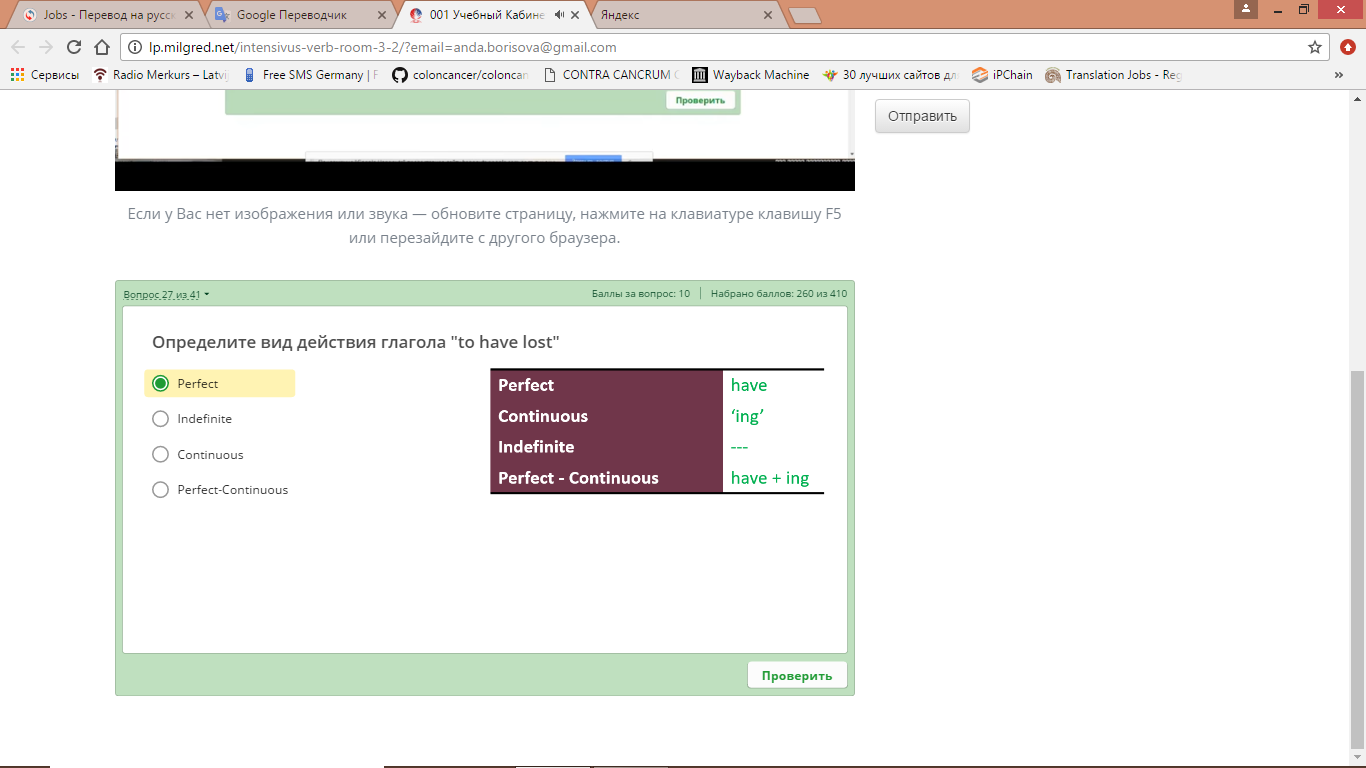 Jobs - Перевод на русск
Google Переводчик
001 Учебный Кабине
Яндекс
lp.milgred.net/intensivus-verb-room-3-2/?email=anda.borisova@gmail.com
Сервисы
Radio Merkurs – Latvi
Free SMS Germany | F
coloncancer/coloncan
CONTRA CANCRUM C
Wayback Machine
30 лучших сайтов дл
iPChain
Translation Jobs - Reg
»
Проверить
Отправить
Если у Вас нет изображения или звука — обновите страницу, нажмите на клавиатуре клавишу F5
или перезайдите с другого браузера.
Вопрос 27 из 41
Баллы за вопрос: 10 | Набрано баллов: 260 из 410
Определите вид действия глагола "to have lost"
Perfect
Indefinite
Continuous
Perfect-Continuous
Perfect have
Continuous ‘ing’
Indefinite ---
Perfect - Continuous have + ing
Проверить